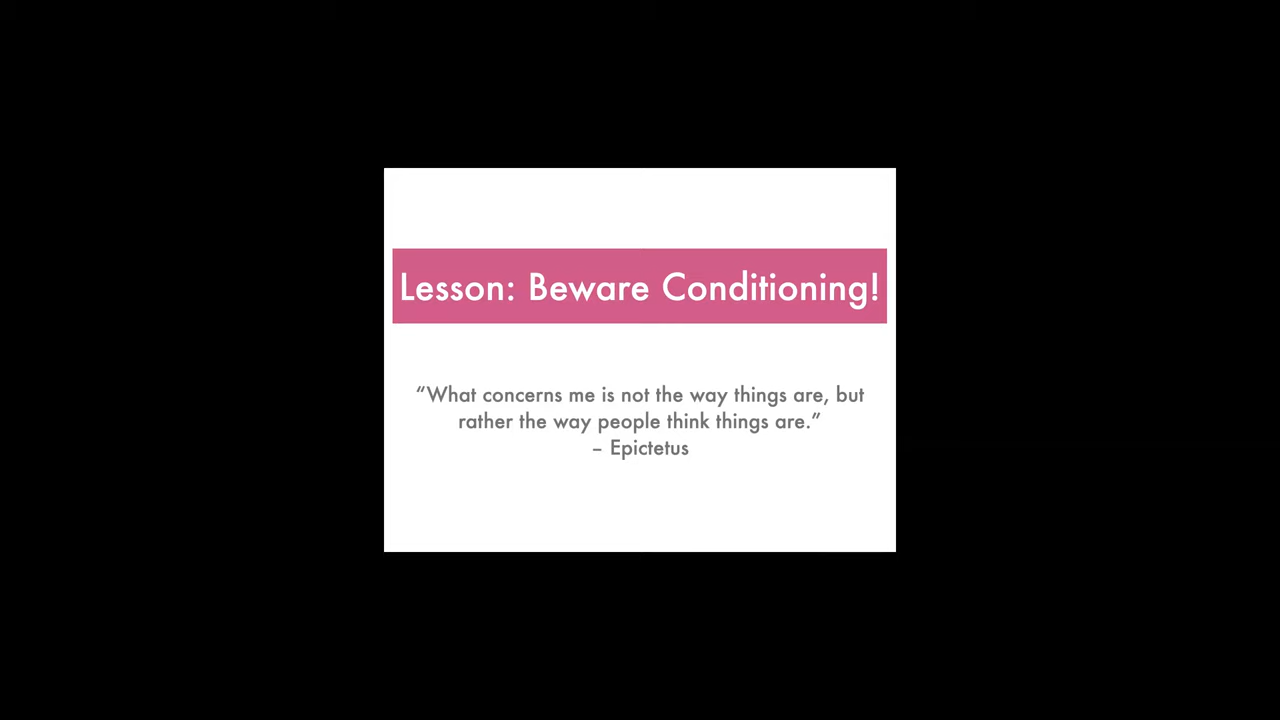 Lesson: Beware Conditioning!
“What concerns me is not the way things are, but
rather the way people think things are.”
– Epictetus